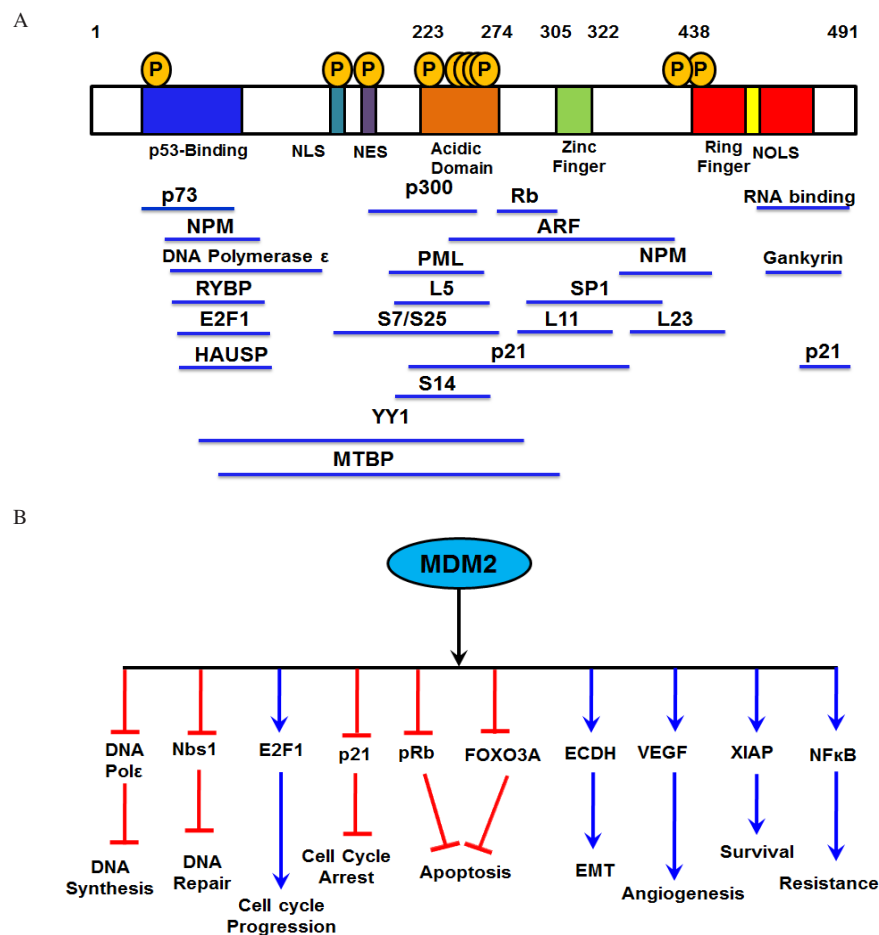 A
1 223 274 305 322 438 491
P P P P P P
p53-Binding NLS NES Acidic Domain Zinc Finger Ring Finger NOLS
p73 p300 Rb RNA binding
NPM ARF
DNA Polymerase ε PML NPM Gankyrin
RYBP L5 SP1
E2F1 S7/S25 L11 L23
HAUSP p21 p21
S14
YY1
MTBP
B
MDM2
DNA Polε Nbs1 E2F1 p21 pRb FOXO3A ECDH VEGF XIAP NFκB
DNA Synthesis DNA Repair Cell cycle Progression Cell Cycle Arrest Apoptosis EMT Angiogenesis Survival Resistance